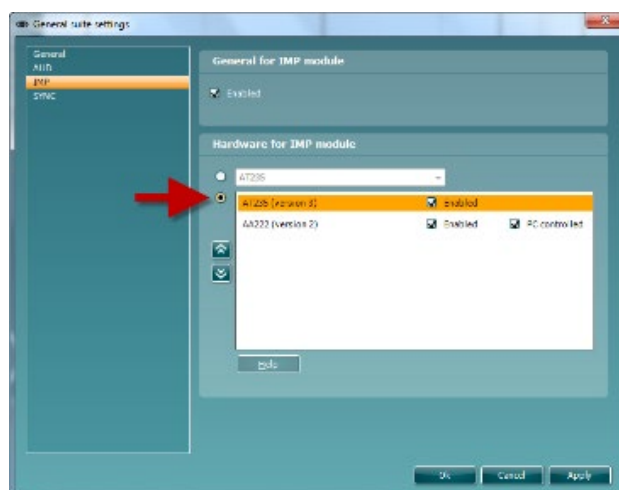 General suite settings
General
AUD
IMP
SYNC
General for IMP module
Enabled
Hardware for IMP module
AT235
AT235 (version 3) Enabled
AA222 (version 2) Enabled PC controlled
Help
Ok Cancel Apply